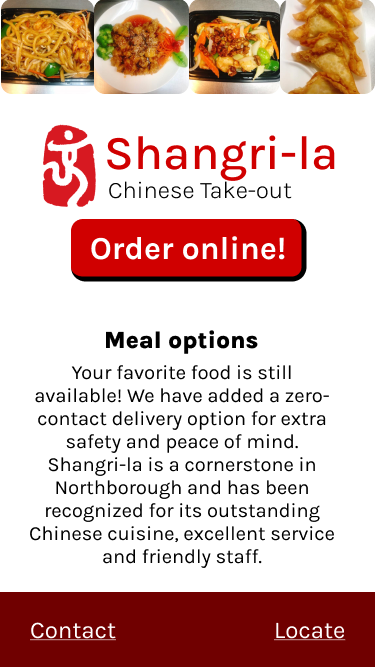 Shangri-la
Chinese Take-out
Order online!
Meal options
Your favorite food is still
available! We have added a zero-
contact delivery option for extra
safety and peace of mind.
Shangri-la is a cornerstone in
Northborough and has been
recognized for its outstanding
Chinese cuisine, excellent service
and friendly staff.
Contact
Locate